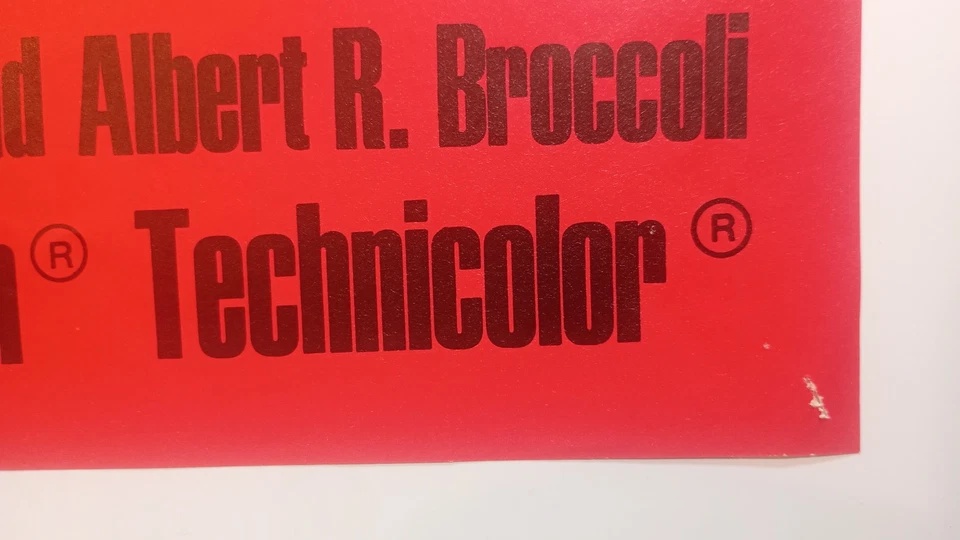 d Albert R. Broccoli
® Technicolor ®